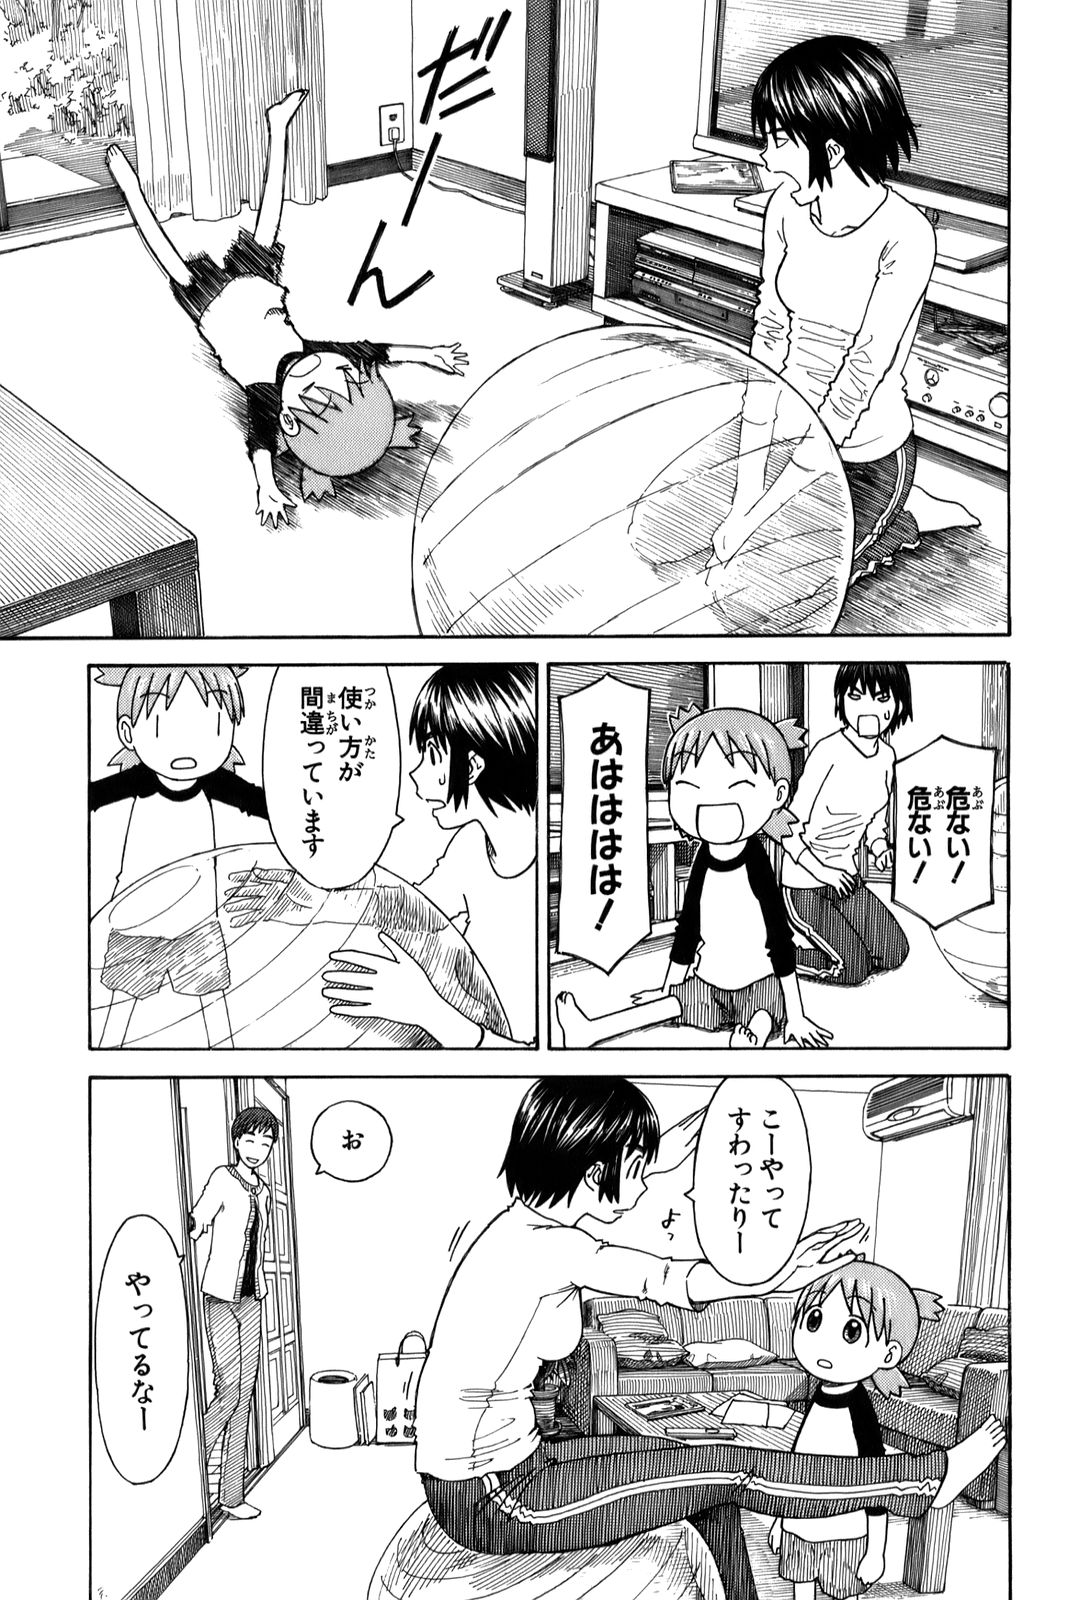 だーん
危ない！
危ない！
あはははは！
使い方が
間違っています
こーやって
すわったりー
よっ
お
やってるなー